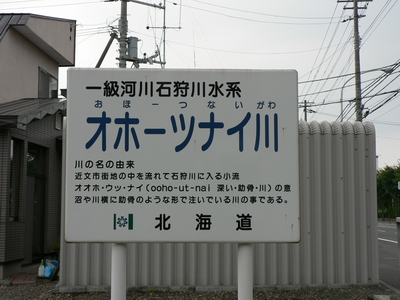 一級河川石狩川水系
おほーつないがわ
オホーツナイ川
川の名の由来
近文市街地の中を流れて石狩川に入る小流
オオホ・ウッ・ナイ(ooho-ut-nai 深い・肋骨・川)の意
沼や川横に肋骨のような形で注いでいる川の事である。
北海道